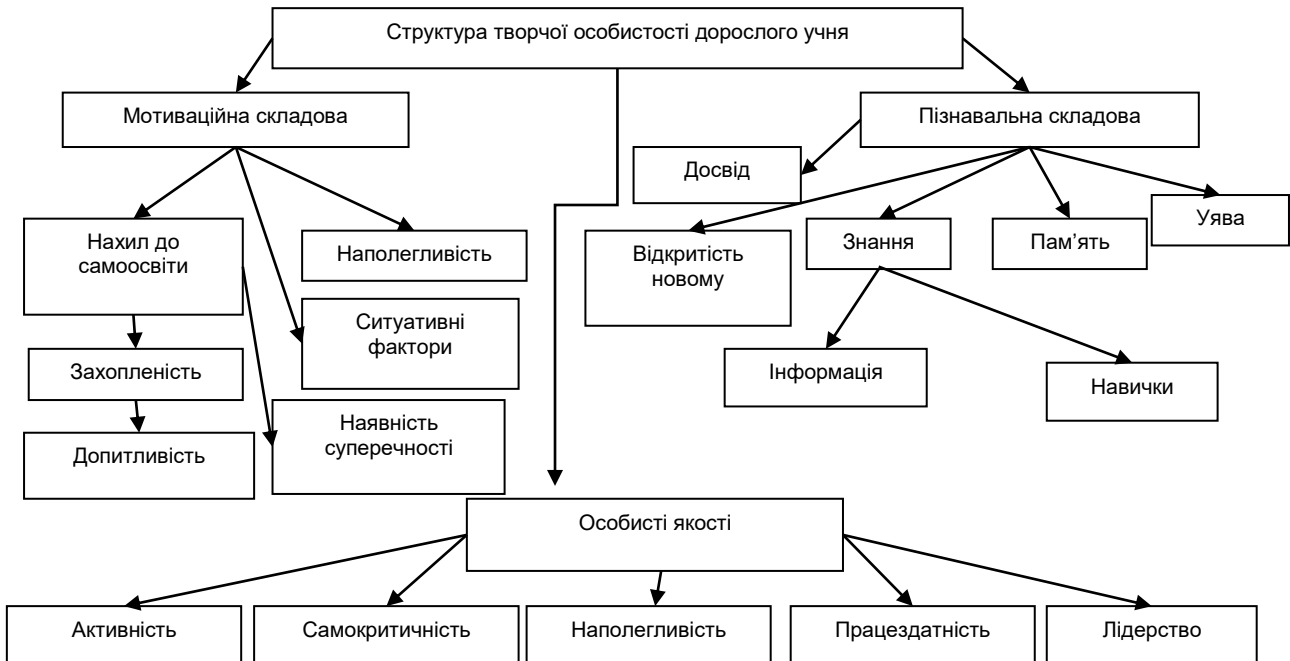 Структура творчої особистості дорослого учня
Мотиваційна складова
Пізнавальна складова
Досвід
Уява
Нахил до
самоосвіти
Наполегливість
Відкритість
новому
Знання
Пам’ять
Ситуативні
фактори
Захопленість
Інформація
Навички
Наявність
суперечності
Допитливість
Особисті якості
Активність
Самокритичність
Наполегливість
Працездатність
Лідерство